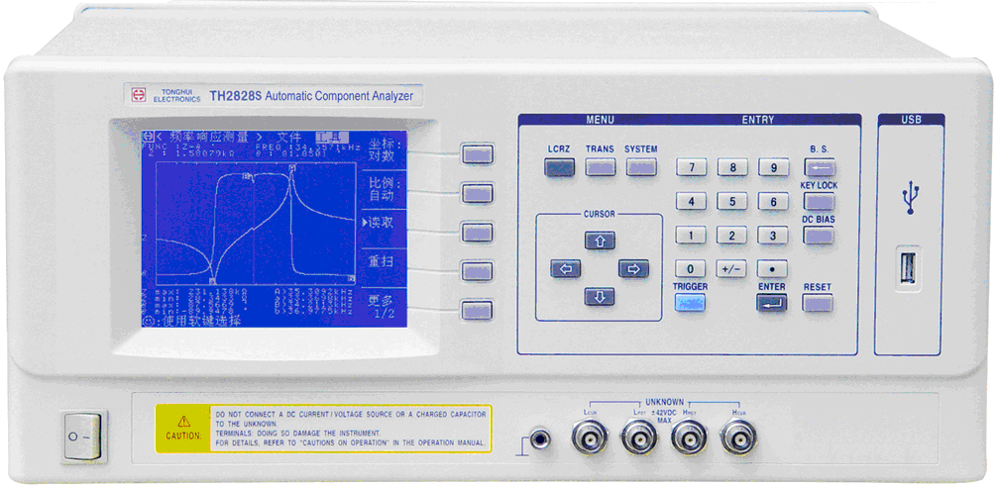 TONGHUI
ELECTRONICS
TH2828S Automatic Component Analyzer
< 频率响应测量 > 文件 工具
FUNC :Z-θ FREQ :34.3571kHz
Z : 1.58079kΩ θ : 81.8501
坐标:
对数
比例:
自动
读取
重扫
更多
1/2
:使用软键选择
MENU
ENTRY
USB
LCRZ TRANS SYSTEM
7 8 9 B. S.
KEY LOCK
4 5 6
DC BIAS
CURSOR
1 2 3
0 +/− •
TRIGGER ENTER RESET
CAUTION:
DO NOT CONNECT A DC CURRENT/VOLTAGE SOURCE OR A CHARGED CAPACITOR
TO THE UNKNOWN.
TERMINALS: DOING SO DAMAGE THE INSTRUMENT.
FOR DETAILS, REFER TO "CAUTIONS ON OPERATION" IN THE OPERATION MANUAL.
UNKNOWN
LCUR LPOT ±42VDC HPOT HCUR
MAX